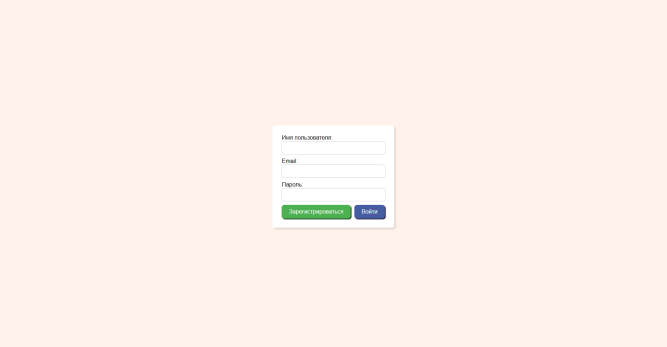 Имя пользователя:
Email:
Пароль:
Зарегистрироваться
Войти